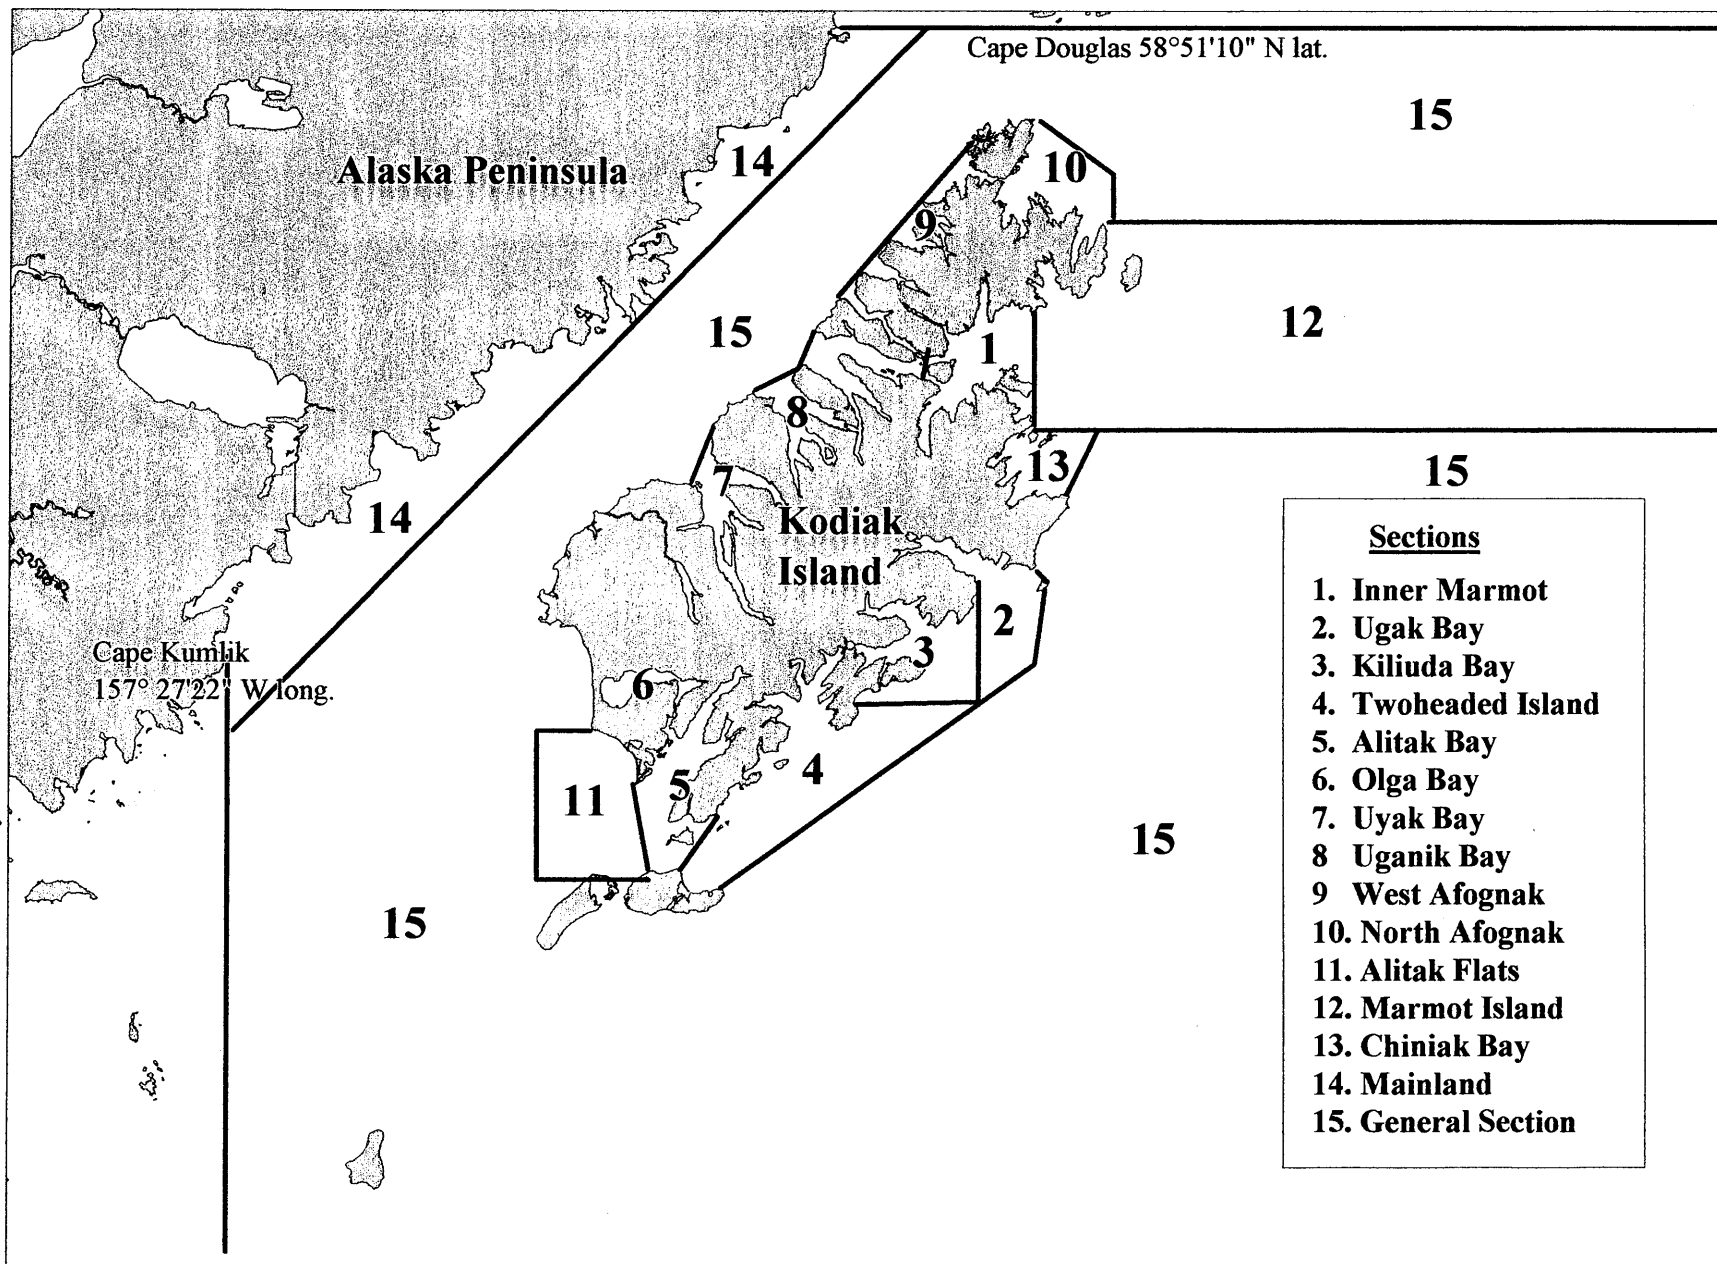 Cape Douglas 58°51'10" N lat.
15
14
Alaska Peninsula
10
9
15
12
1
8
15
13
7
14
Kodiak
Island
2
3
Cape Kumlik
157° 27'22" W long.
6
4
5
11
15
15
Sections
1. Inner Marmot
2. Ugak Bay
3. Kiliuda Bay
4. Twoheaded Island
5. Alitak Bay
6. Olga Bay
7. Uyak Bay
8 Uganik Bay
9 West Afognak
10. North Afognak
11. Alitak Flats
12. Marmot Island
13. Chiniak Bay
14. Mainland
15. General Section